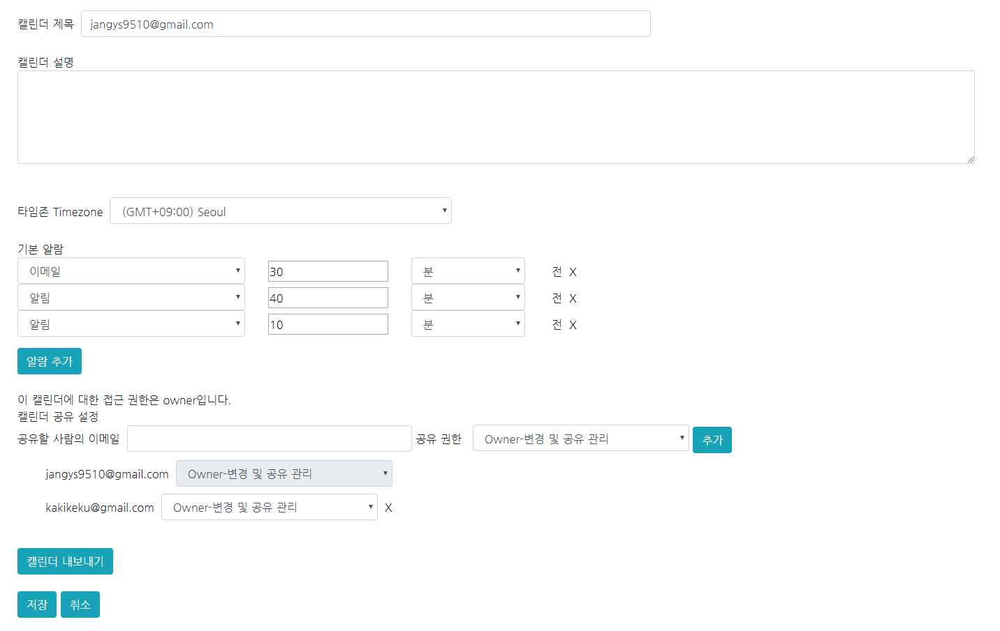 캘린더 제목 jangys9510@gmail.com
캘린더 설명
타임존 Timezone (GMT+09:00) Seoul
기본 알람
이메일 30 분 전 X
알림 40 분 전 X
알림 10 분 전 X
알람 추가
이 캘린더에 대한 접근 권한은 owner입니다.
캘린더 공유 설정
공유할 사람의 이메일 공유 권한 Owner-변경 및 공유 관리 추가
jangys9510@gmail.com Owner-변경 및 공유 관리
kakikeku@gmail.com Owner-변경 및 공유 관리 X
캘린더 내보내기
저장 취소